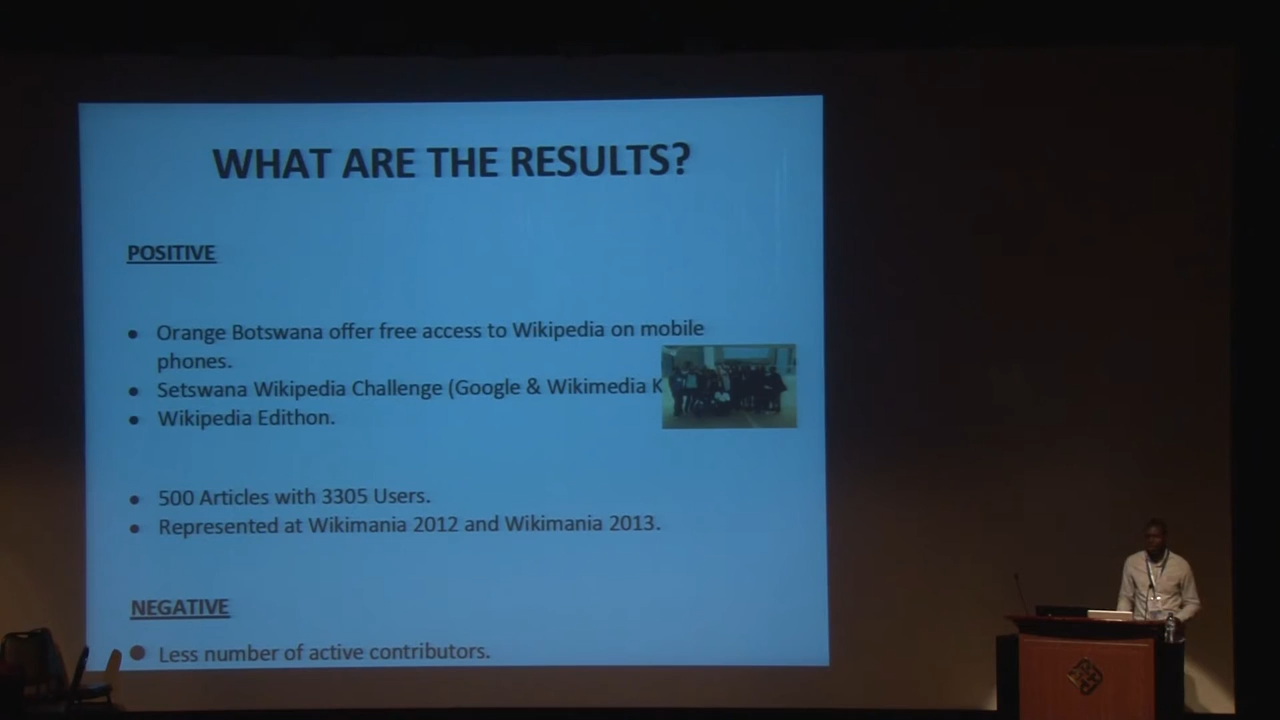 WHAT ARE THE RESULTS?
POSITIVE
• Orange Botswana offer free access to Wikipedia on mobile
phones.
• Setswana Wikipedia Challenge (Google & Wikimedia K
• Wikipedia Edithon.
• 500 Articles with 3305 Users.
• Represented at Wikimania 2012 and Wikimania 2013.
NEGATIVE
• Less number of active contributors.